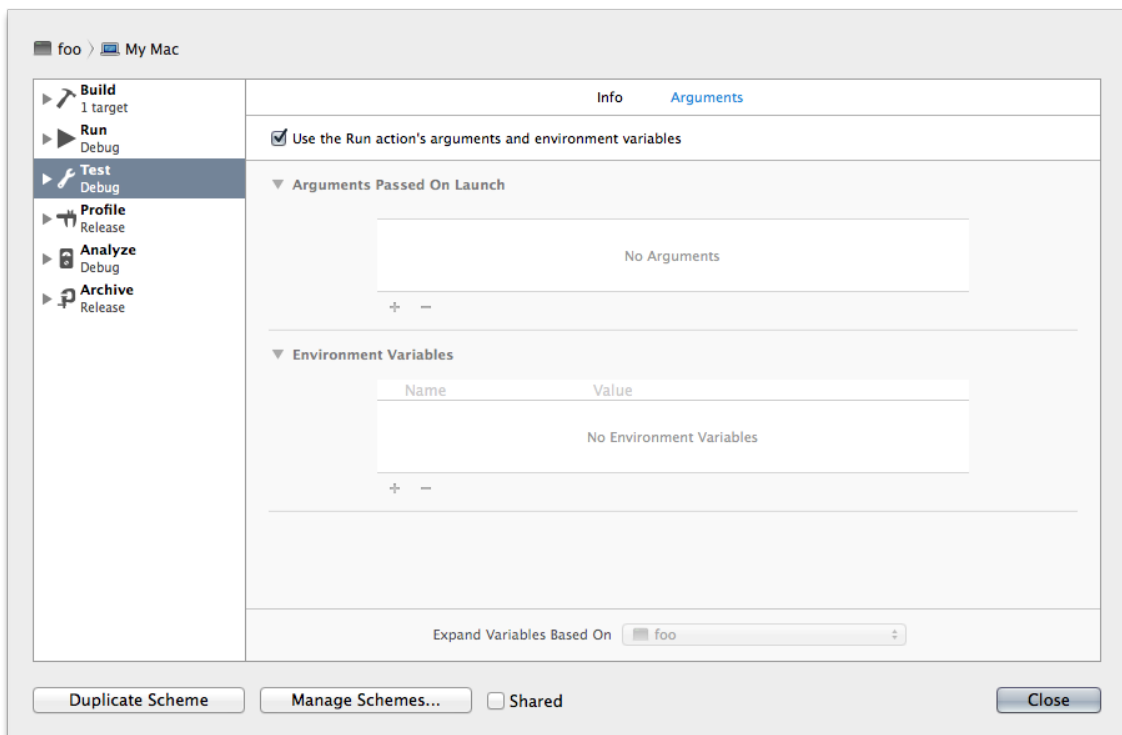 foo 〉 My Mac
Build
1 target
Run
Debug
Test
Debug
Profile
Release
Analyze
Debug
Archive
Release
Info Arguments
Use the Run action's arguments and environment variables
Arguments Passed On Launch
No Arguments
+ −
Environment Variables
Name Value
No Environment Variables
+ −
Expand Variables Based On foo
Duplicate Scheme Manage Schemes... Shared Close